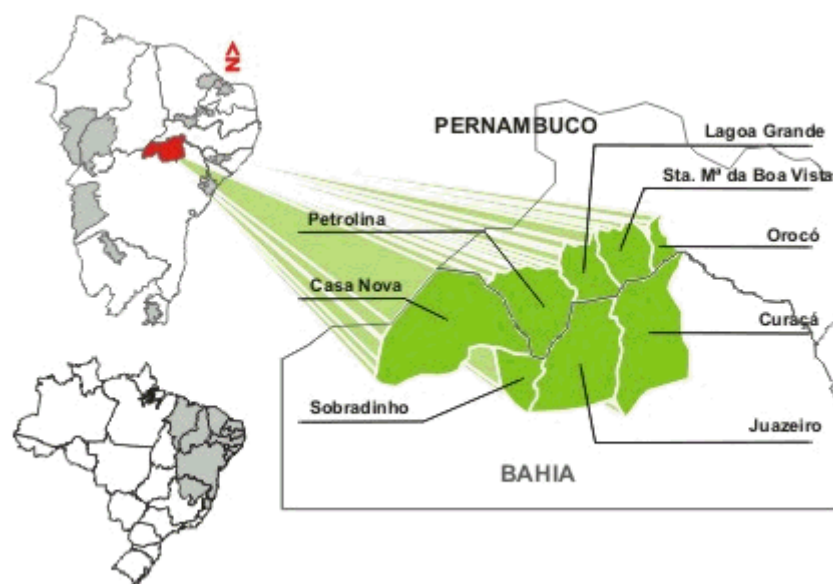 N
PERNAMBUCO
Lagoa Grande
Sta. Mª da Boa Vista
Petrolina
Orocó
Casa Nova
Curaçá
Sobradinho
Juazeiro
BAHIA